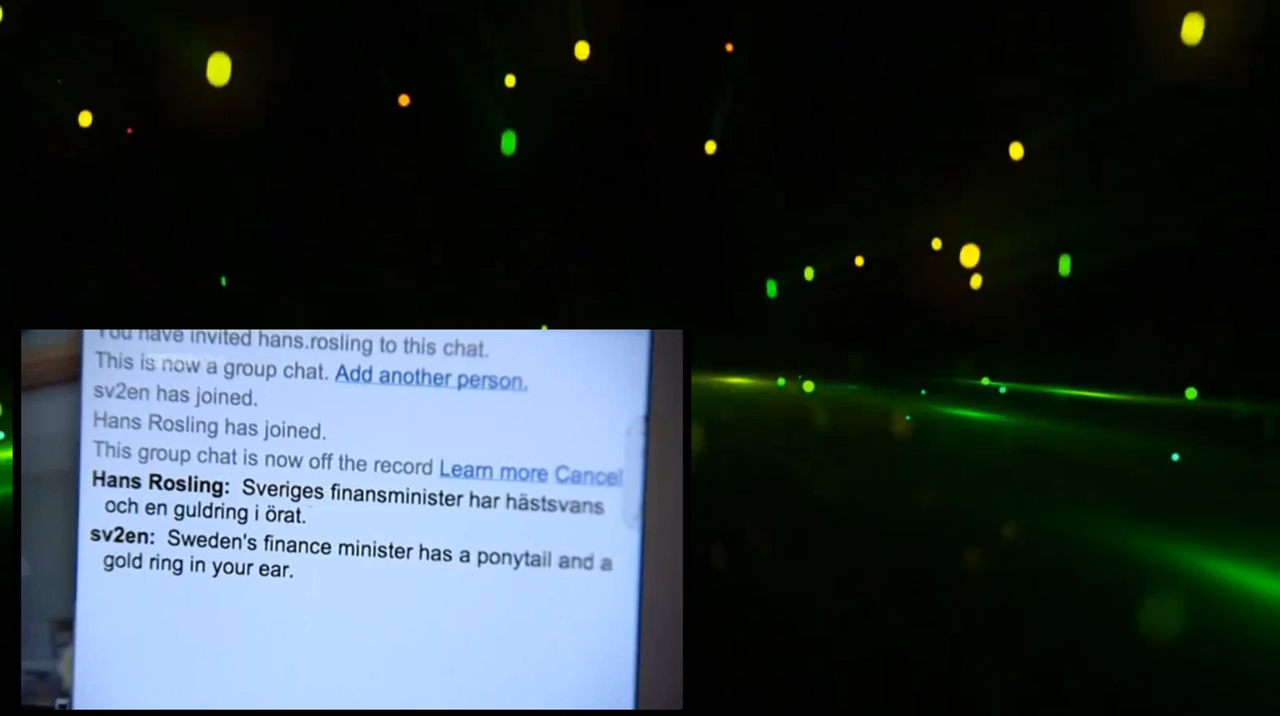 You have invited hans.rosling to this chat.
This is now a group chat. Add another person.
sv2en has joined.
Hans Rosling has joined.
This group chat is now off the record Learn more Cancel
Hans Rosling: Sveriges finansminister har hästsvans
och en guldring i örat.
sv2en: Sweden's finance minister has a ponytail and a
gold ring in your ear.